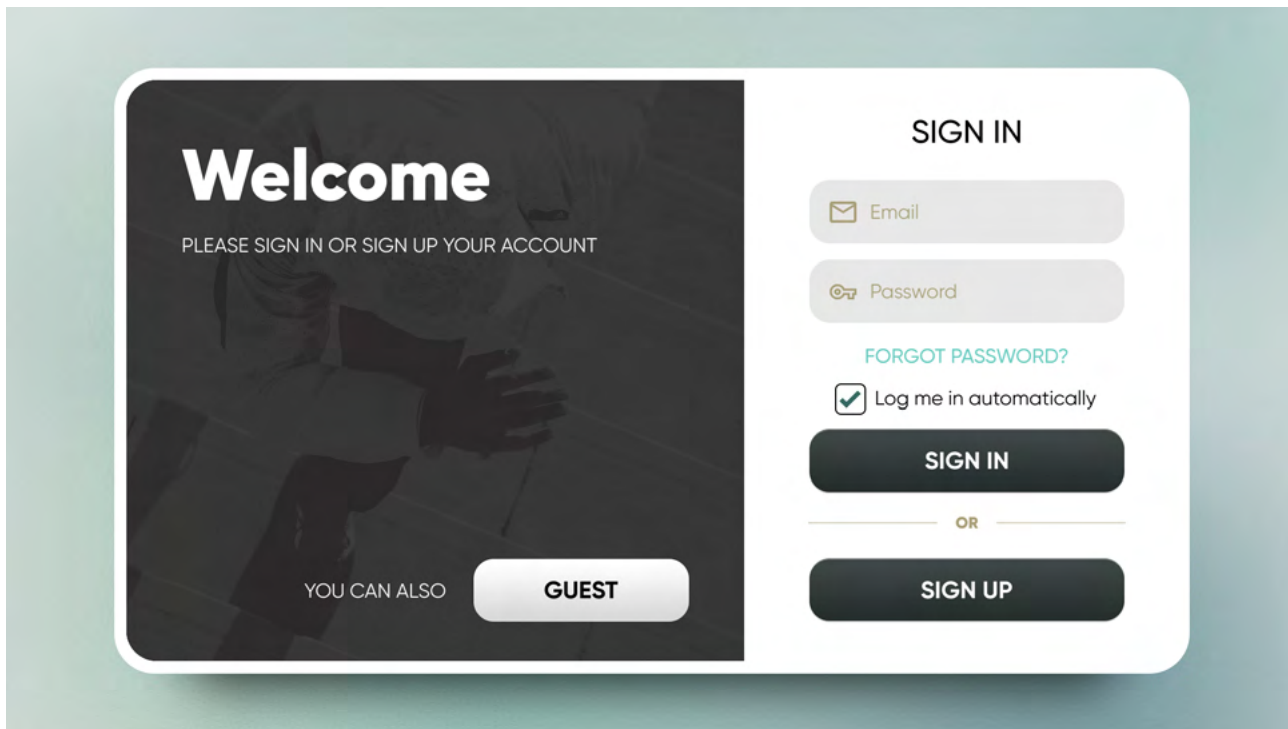 Welcome
PLEASE SIGN IN OR SIGN UP YOUR ACCOUNT
YOU CAN ALSO
GUEST
SIGN IN
Email
Password
FORGOT PASSWORD?
Log me in automatically
SIGN IN
OR
SIGN UP